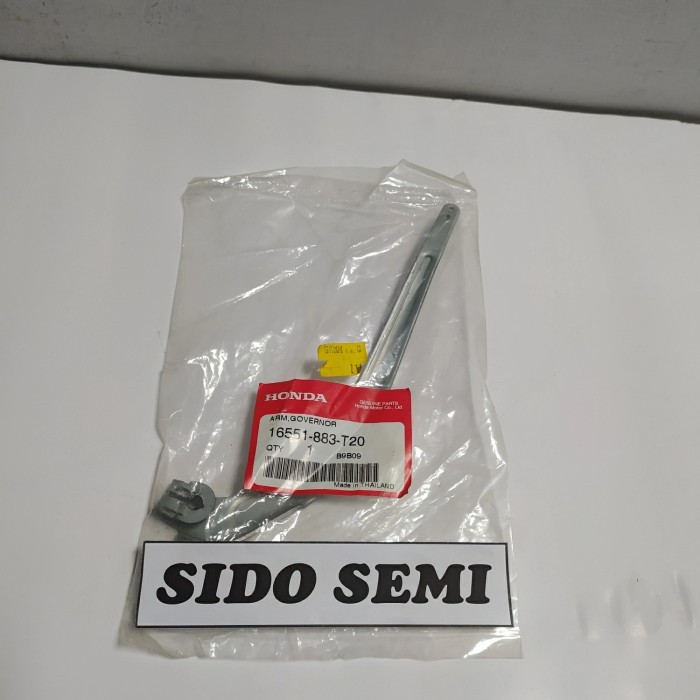 A1
HONDA
GENUINE PARTS
Honda Motor Co., Ltd.
ARM,GOVERNOR
16551-883-T20
QTY 1 B9B09
Made in THAILAND
SIDO SEMI